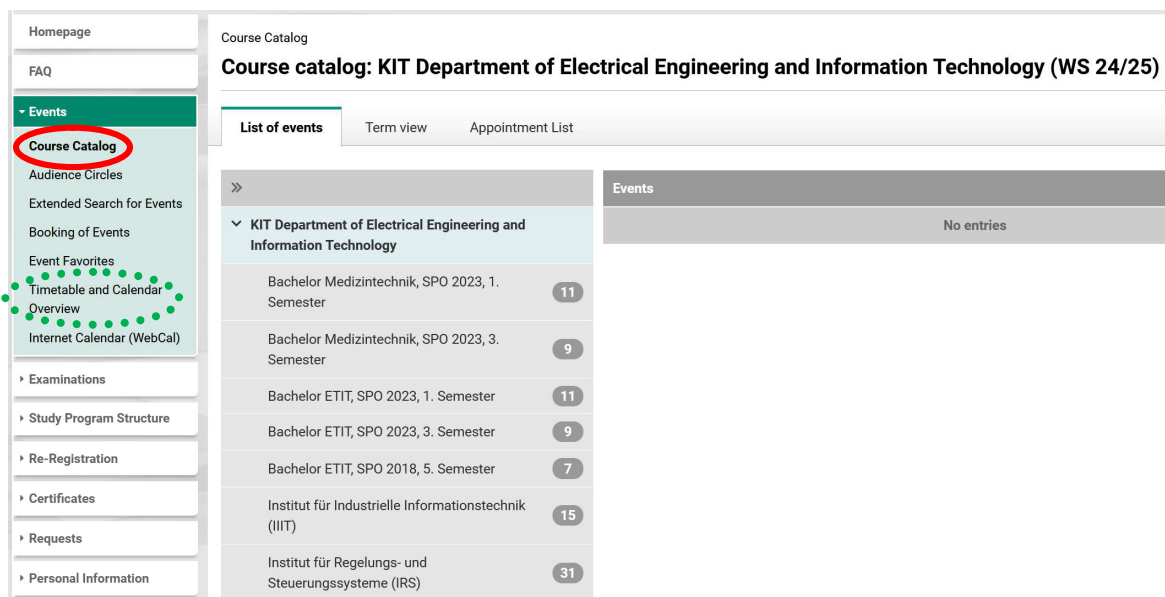 Homepage
FAQ
Events
Course Catalog
Audience Circles
Extended Search for Events
Booking of Events
Event Favorites
Timetable and Calendar
Overview
Internet Calendar (WebCal)
Examinations
Study Program Structure
Re-Registration
Certificates
Requests
Personal Information
Course Catalog
Course catalog: KIT Department of Electrical Engineering and Information Technology (WS 24/25)
List of events Term view Appointment List
KIT Department of Electrical Engineering and
Information Technology
Bachelor Medizintechnik, SPO 2023, 1.
Semester
11
Bachelor Medizintechnik, SPO 2023, 3.
Semester
9
Bachelor ETIT, SPO 2023, 1. Semester 11
Bachelor ETIT, SPO 2023, 3. Semester 9
Bachelor ETIT, SPO 2018, 5. Semester 7
Institut für Industrielle Informationstechnik
(IIIT)
15
Institut für Regelungs- und
Steuerungssysteme (IRS)
31
Events
No entries